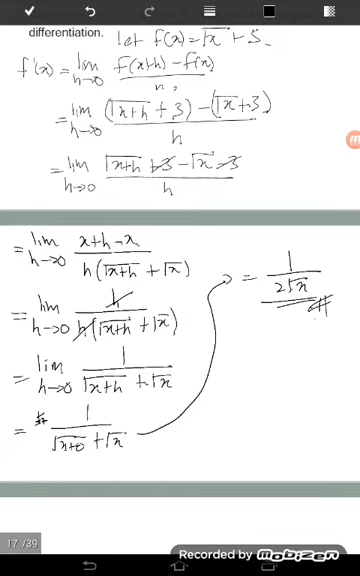 differentiation. let f(x) = √x + 3
f'(x) = lim h→0 f(x+h) - f(x) / h
= lim h→0 (√x+h + 3) - (√x + 3) / h
= lim h→0 √x+h + 3 - √x - 3 / h
= lim h→0 x+h - x / h(√x+h + √x)
= lim h→0 h / h(√x+h + √x)
= lim h→0 1 / √x+h + √x
= 1 / √x+0 + √x
= 1 / 2√x #
17 /39
Recorded by Mobizen